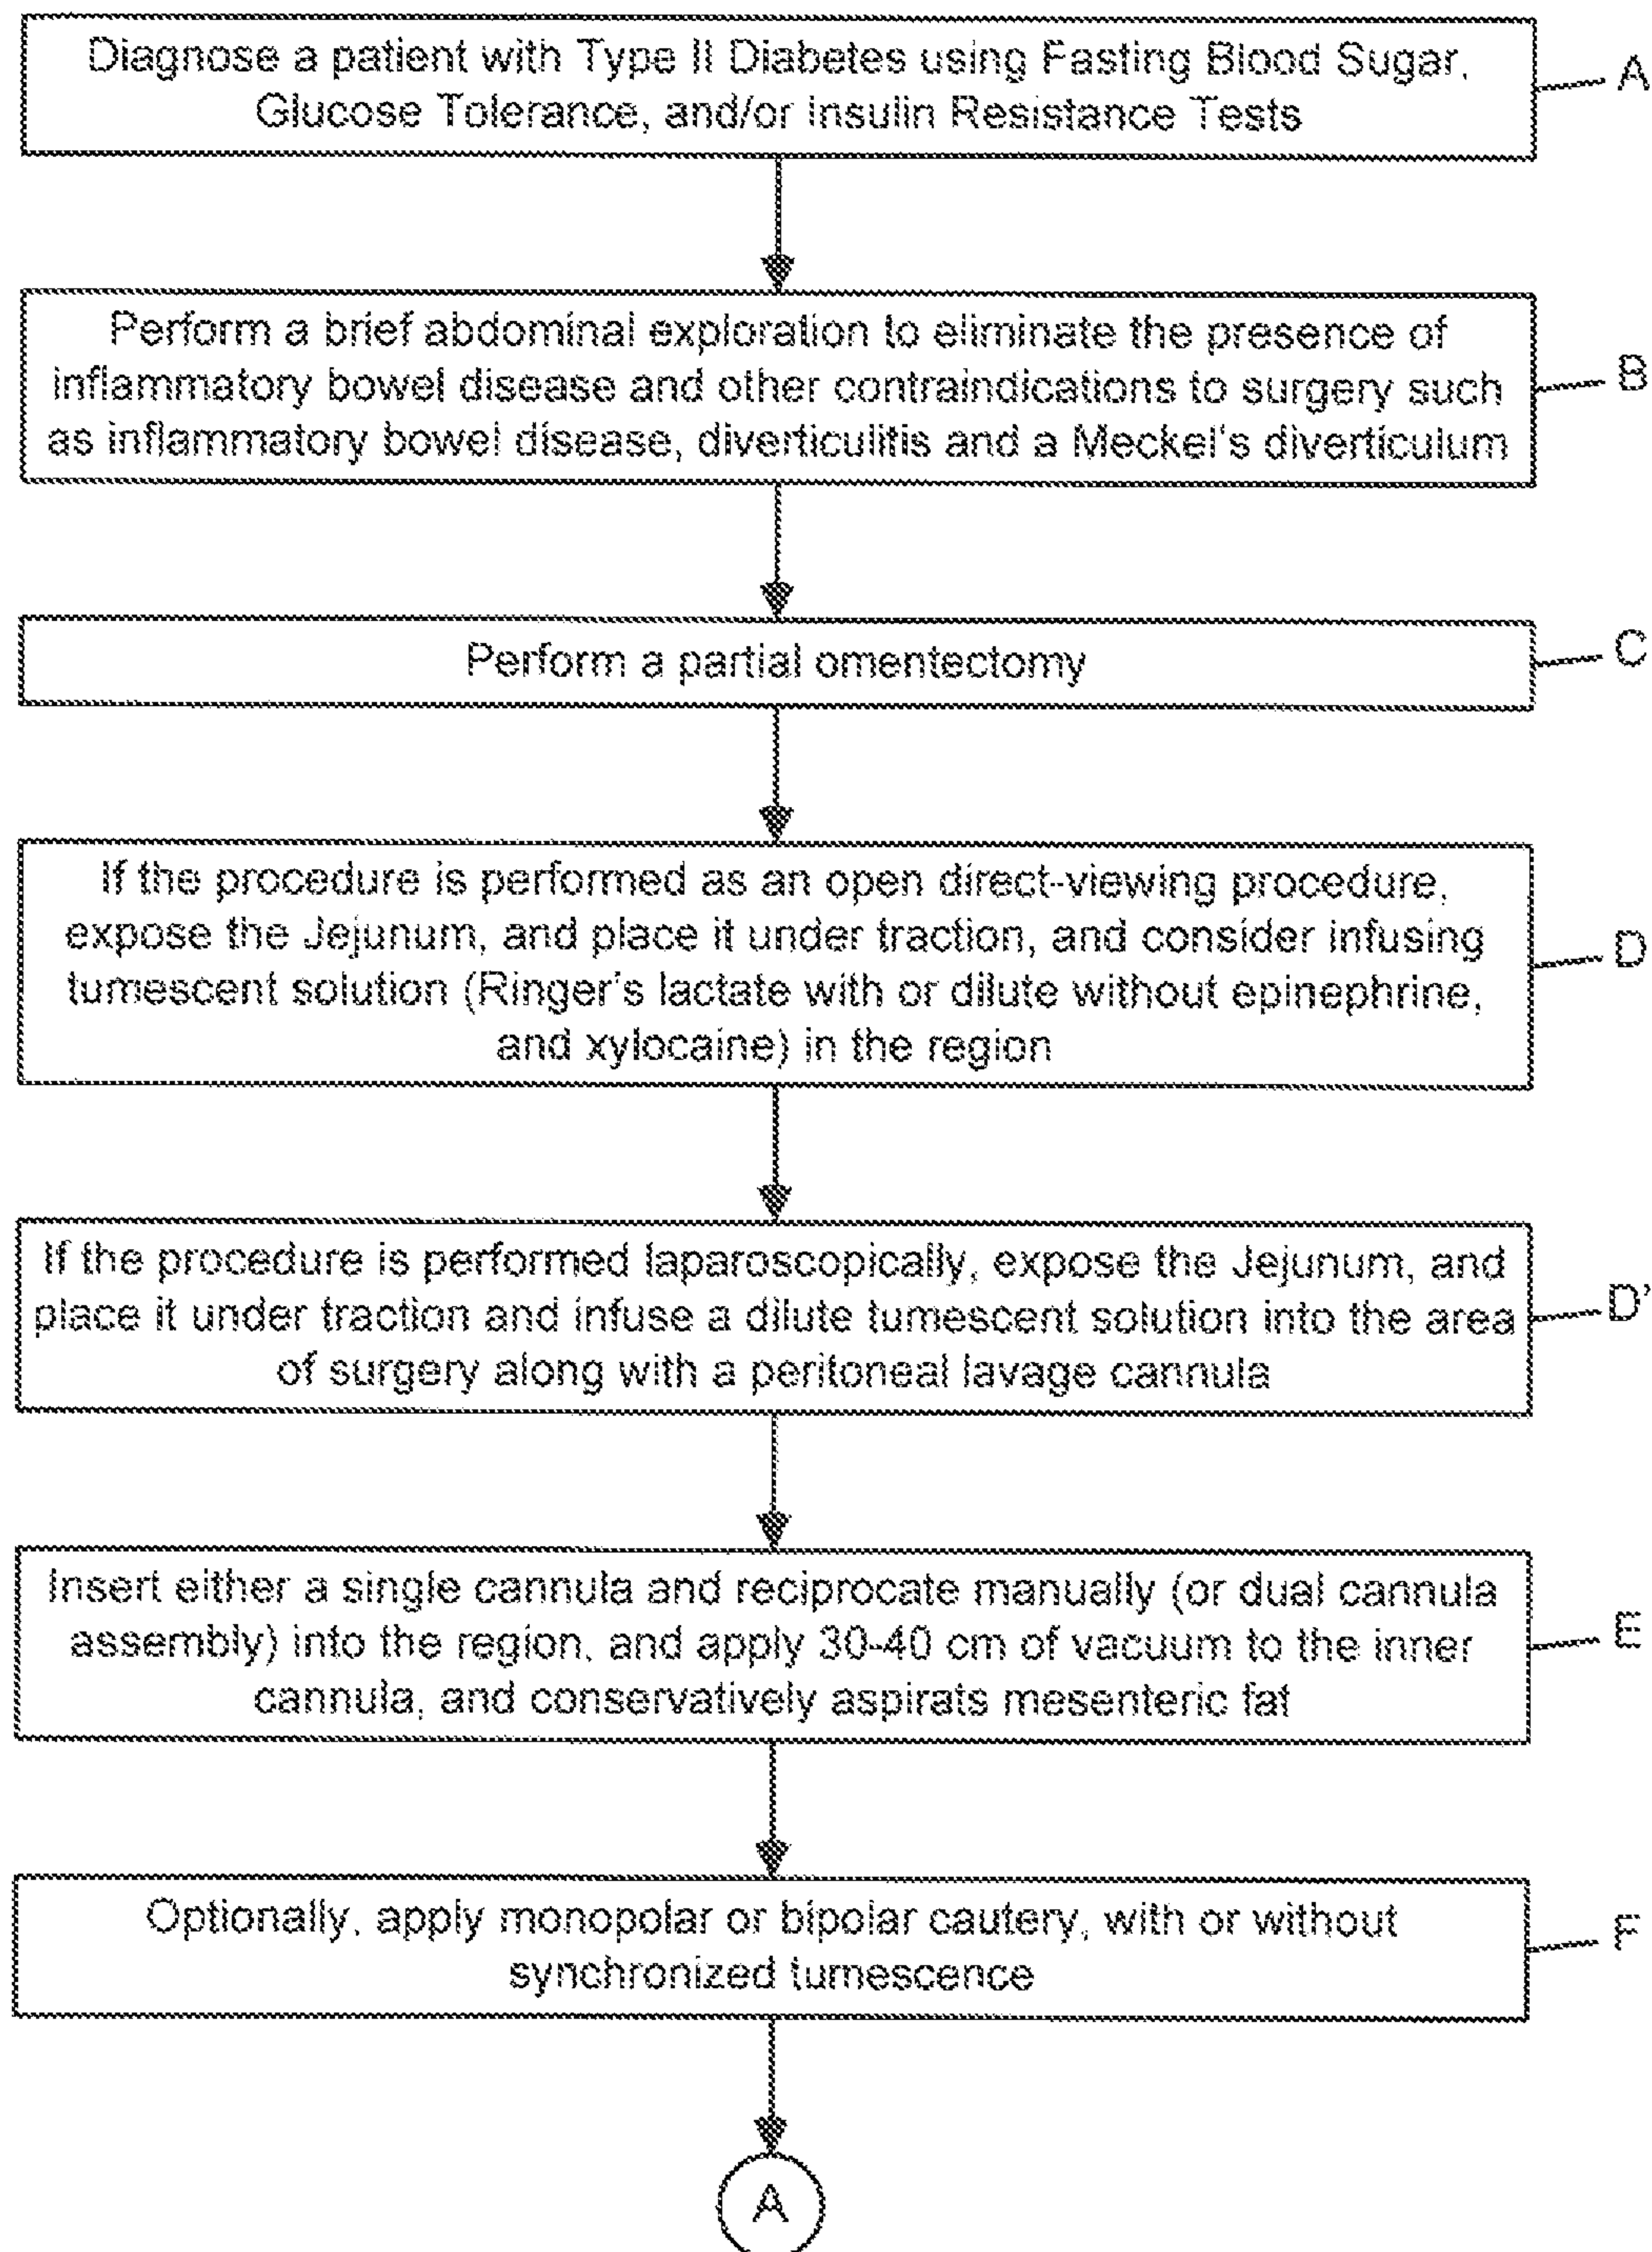 Diagnose a patient with Type II Diabetes using Fasting Blood Sugar,
Glucose Tolerance, and/or Insulin Resistance Tests
A
Perform a brief abdominal exploration to eliminate the presence of
inflammatory bowel disease and other contraindications to surgery such
as inflammatory bowel disease, diverticulitis and a Meckel's diverticulum
B
Perform a partial omentectomy
C
If the procedure is performed as an open direct-viewing procedure,
expose the Jejunum, and place it under traction, and consider infusing
tumescent solution (Ringer's lactate with or dilute without epinephrine,
and xylocaine) in the region
D
If the procedure is performed laparoscopically, expose the Jejunum, and
place it under traction and infuse a dilute tumescent solution into the area
of surgery along with a peritoneal lavage cannula
D'
Insert either a single cannula and reciprocate manually (or dual cannula
assembly) into the region, and apply 30-40 cm of vacuum to the inner
cannula, and conservatively aspirats mesenteric fat
E
Optionally, apply monopolar or bipolar cautery, with or without
synchronized tumescence
F
A